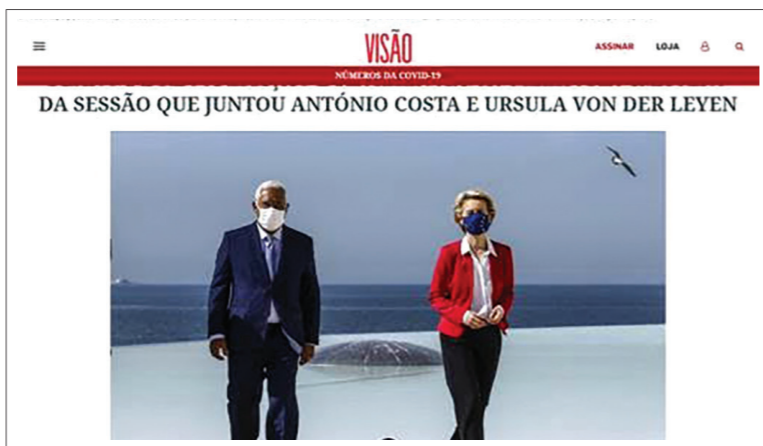 VISÃO
ASSINAR LOJA
NÚMEROS DA COVID-19
DA SESSÃO QUE JUNTOU ANTÓNIO COSTA E URSULA VON DER LEYEN